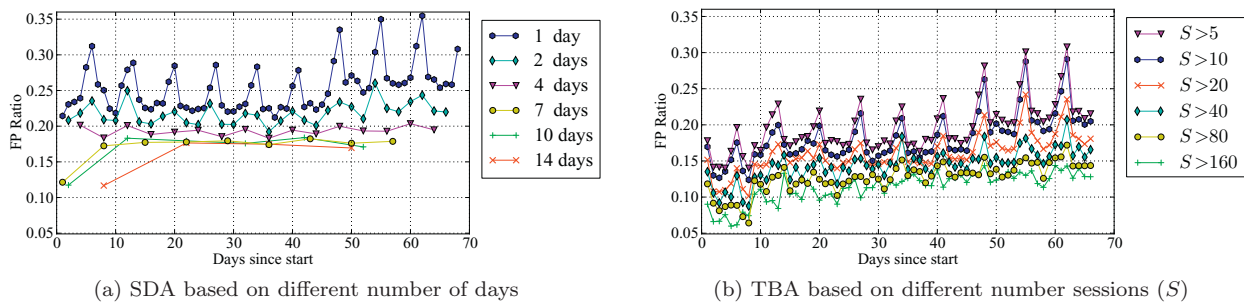 FP Ratio
0.35
0.30
0.25
0.20
0.15
0.10
0.05
0 10 20 30 40 50 60 70
Days since start
1 day
2 days
4 days
7 days
10 days
14 days
(a) SDA based on different number of days
FP Ratio
0.35
0.30
0.25
0.20
0.15
0.10
0.05
0 10 20 30 40 50 60 70
Days since start
S >5
S >10
S >20
S >40
S >80
S >160
(b) TBA based on different number sessions (S)